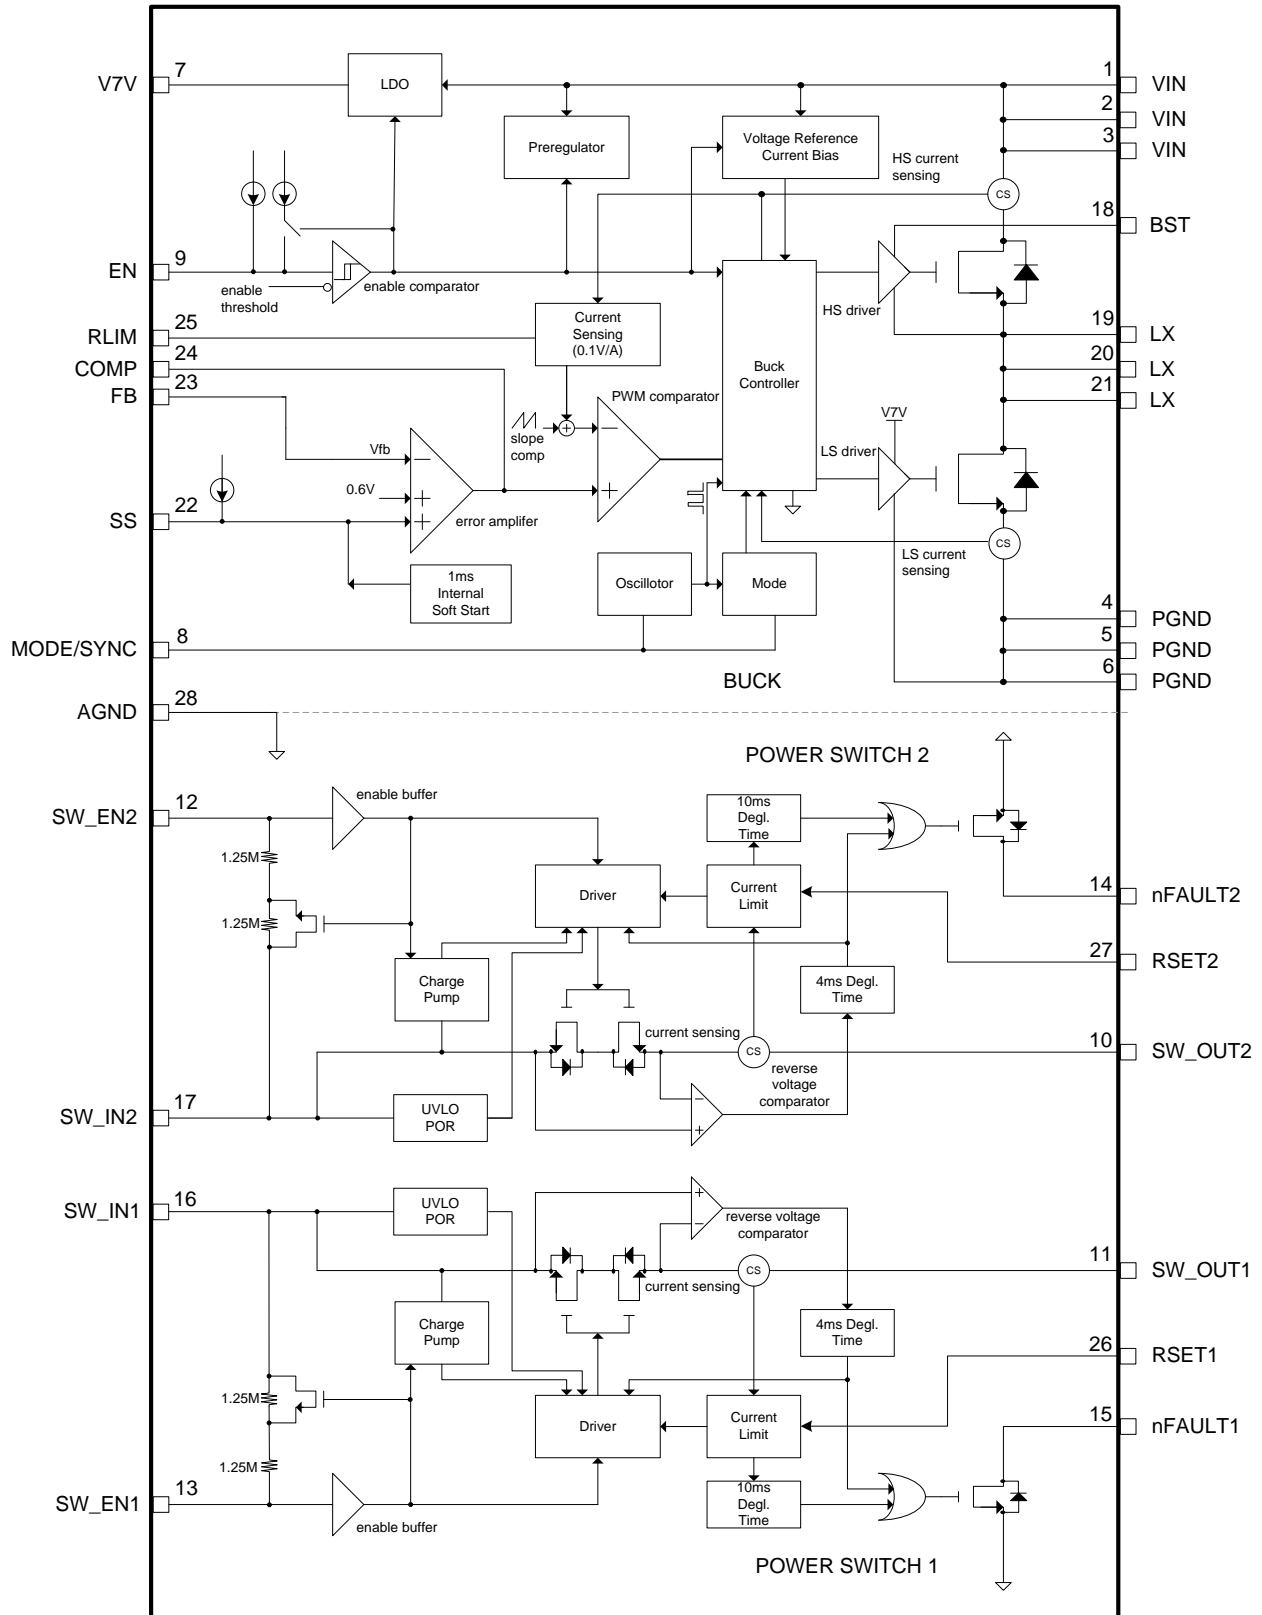 V7V
7
LDO
1
VIN
2
VIN
3
VIN
Preregulator
Voltage Reference
Current Bias
HS current
sensing
CS
18
BST
EN
9
enable
threshold
enable comparator
HS driver
RLIM
25
Current
Sensing
(0.1V/A)
19
LX
COMP
24
20
LX
FB
23
21
LX
Buck
Controller
PWM comparator
V7V
slope
comp
+
−
+
LS driver
Vfb
−
0.6V
+
+
error amplifer
SS
22
CS
LS current
sensing
1ms
Internal
Soft Start
Oscillotor
Mode
4
PGND
5
PGND
6
PGND
MODE/SYNC
8
BUCK
AGND
28
POWER SWITCH 2
SW_EN2
12
enable buffer
10ms
Degl.
Time
1.25M
Driver
Current
Limit
14
nFAULT2
1.25M
27
RSET2
Charge
Pump
4ms Degl.
Time
current sensing
CS
10
SW_OUT2
reverse
voltage
comparator
−
+
SW_IN2
17
UVLO
POR
SW_IN1
16
UVLO
POR
+
−
reverse voltage
comparator
current sensing
CS
11
SW_OUT1
Charge
Pump
4ms Degl.
Time
26
RSET1
1.25M
Driver
Current
Limit
15
nFAULT1
1.25M
SW_EN1
13
enable buffer
10ms
Degl.
Time
POWER SWITCH 1